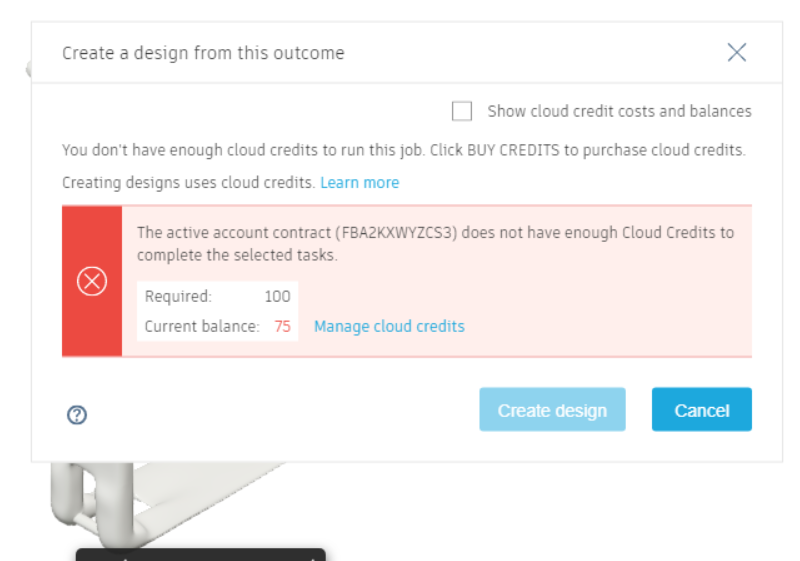 Create a design from this outcome
Show cloud credit costs and balances
You don't have enough cloud credits to run this job. Click BUY CREDITS to purchase cloud credits.
Creating designs uses cloud credits. Learn more
The active account contract (FBA2KXWYZCS3) does not have enough Cloud Credits to
complete the selected tasks.
Required: 100
Current balance: 75 Manage cloud credits
Create design Cancel